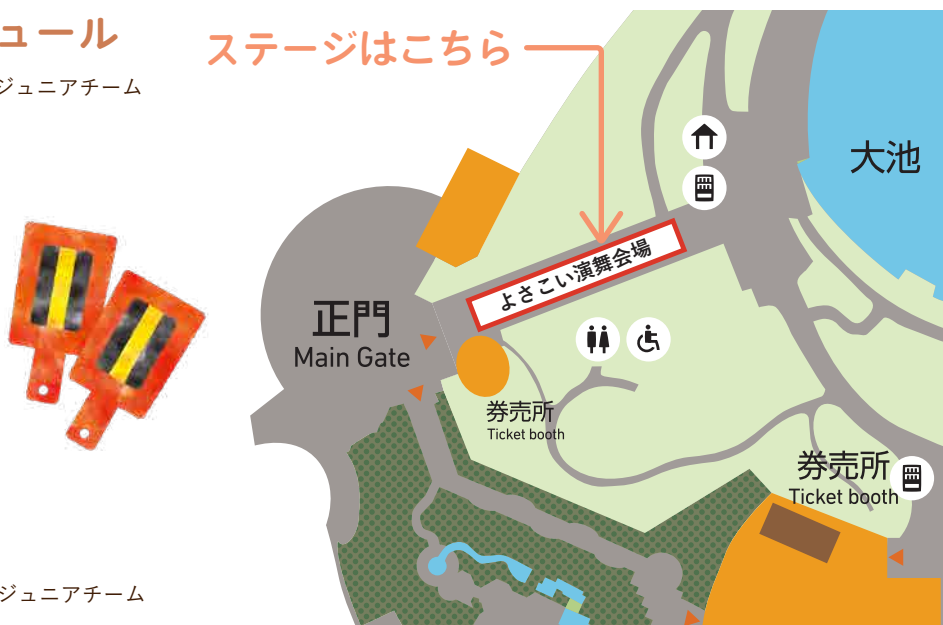 ュール
ステージはこちら
ジュニアチーム
大池
よさこい演舞会場
正門
Main Gate
券売所
Ticket booth
券売所
Ticket booth
ジュニアチーム